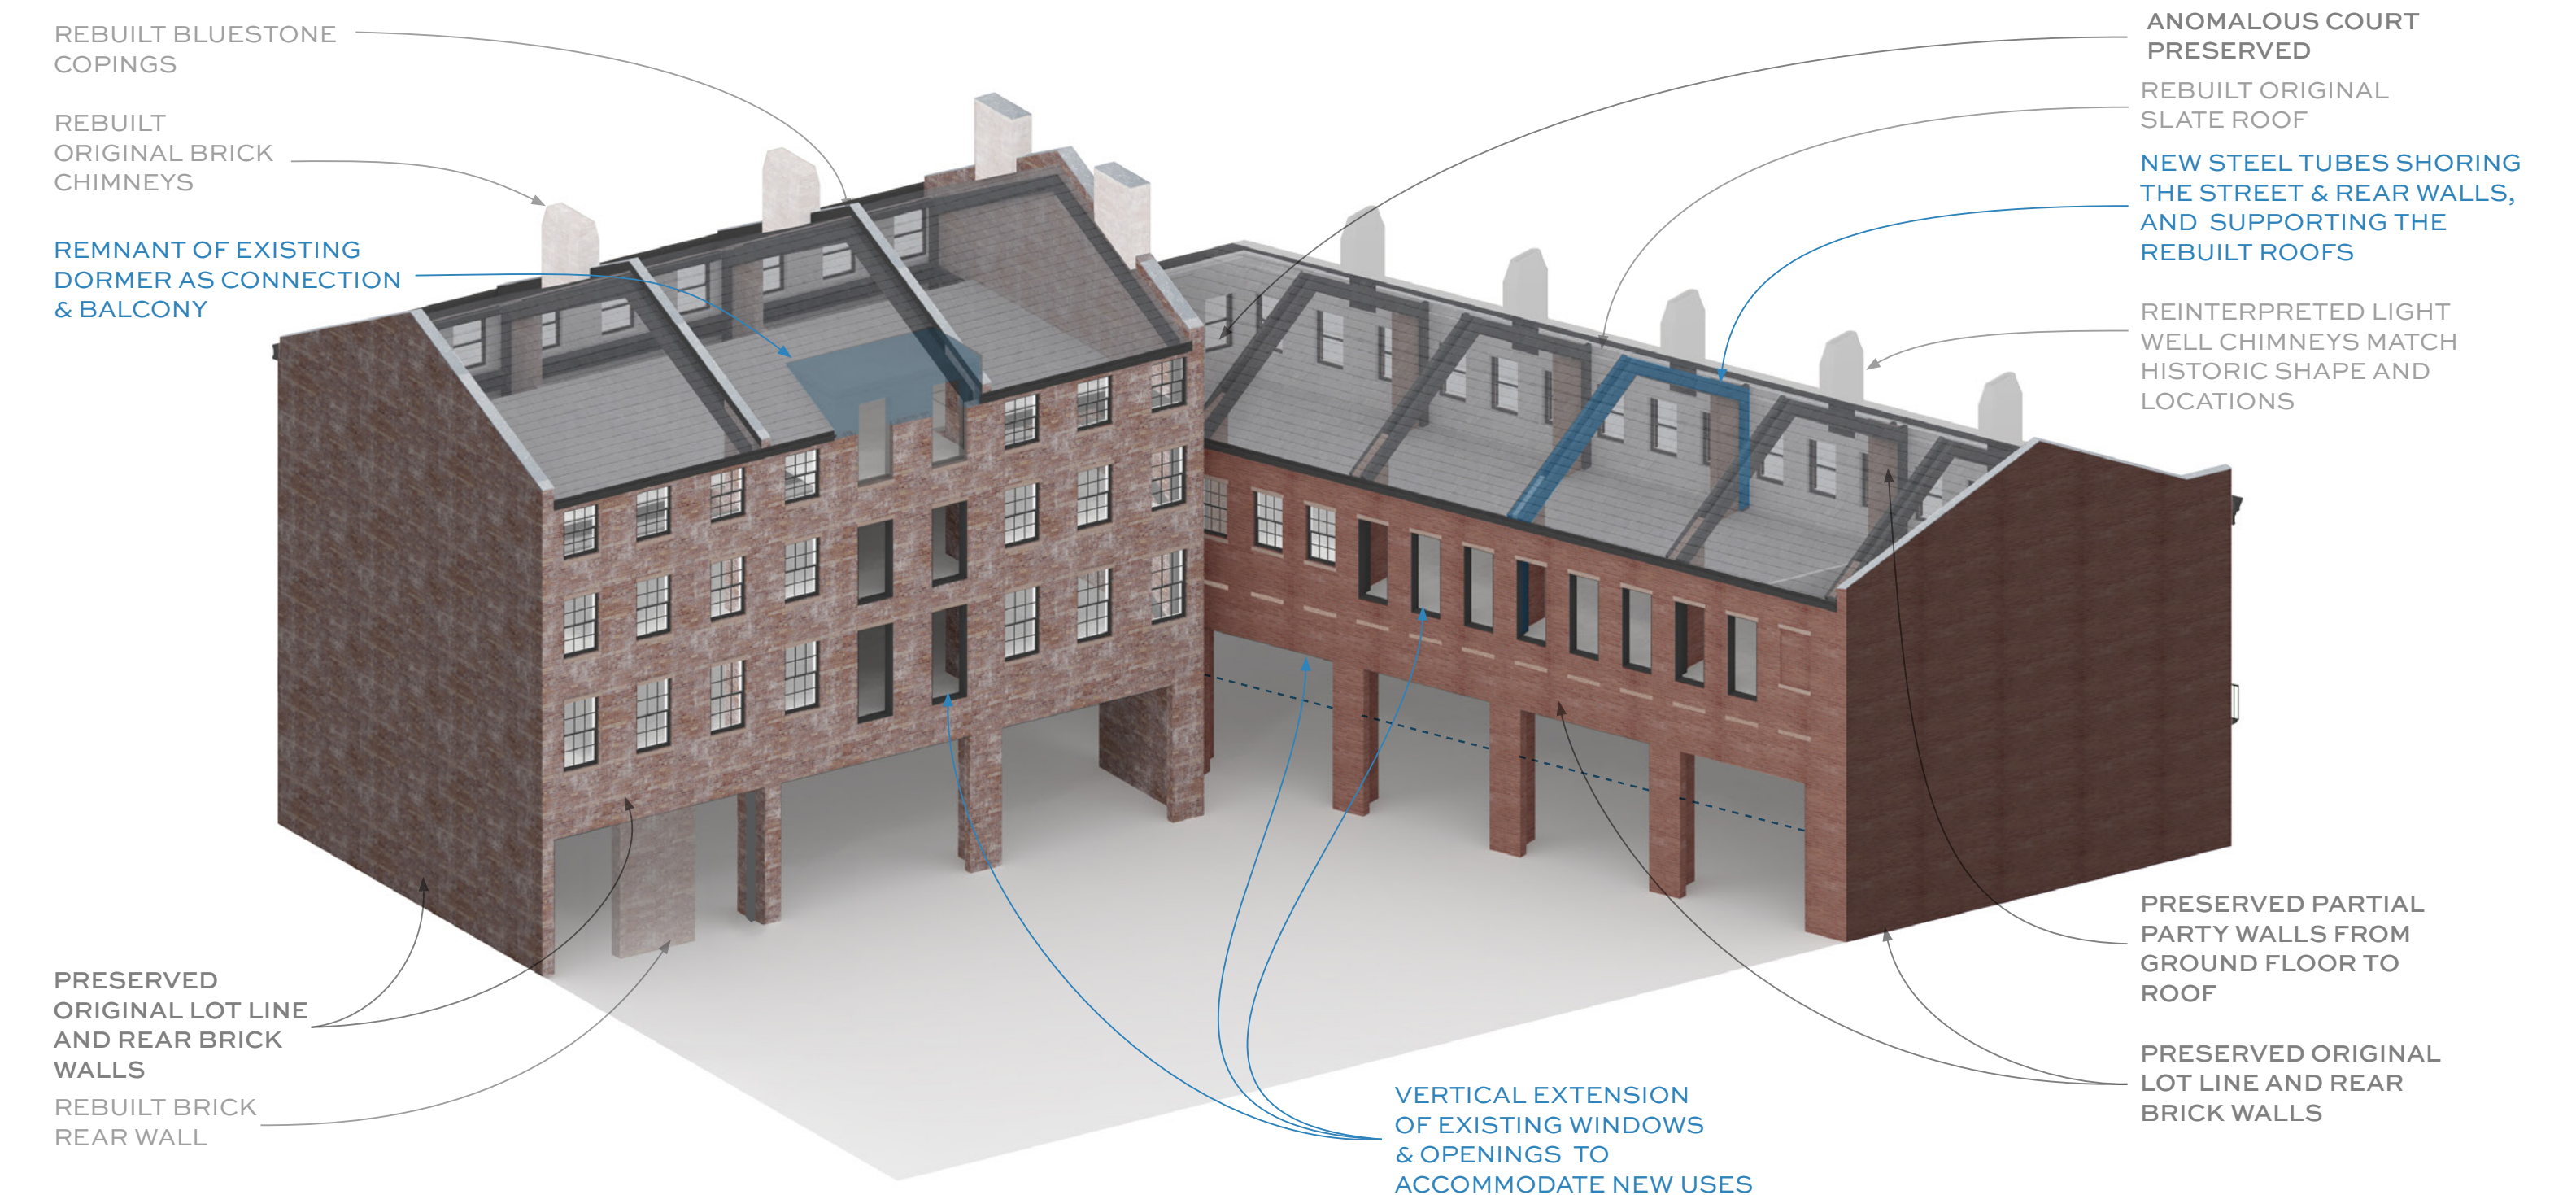 REBUILT BLUESTONE
COPINGS
REBUILT
ORIGINAL BRICK
CHIMNEYS
REMNANT OF EXISTING
DORMER AS CONNECTION
& BALCONY
PRESERVED
ORIGINAL LOT LINE
AND REAR BRICK
WALLS
REBUILT BRICK
REAR WALL
ANOMALOUS COURT
PRESERVED
REBUILT ORIGINAL
SLATE ROOF
NEW STEEL TUBES SHORING
THE STREET & REAR WALLS,
AND SUPPORTING THE
REBUILT ROOFS
REINTERPRETED LIGHT
WELL CHIMNEYS MATCH
HISTORIC SHAPE AND
LOCATIONS
PRESERVED PARTIAL
PARTY WALLS FROM
GROUND FLOOR TO
ROOF
PRESERVED ORIGINAL
LOT LINE AND REAR
BRICK WALLS
VERTICAL EXTENSION
OF EXISTING WINDOWS
& OPENINGS TO
ACCOMMODATE NEW USES